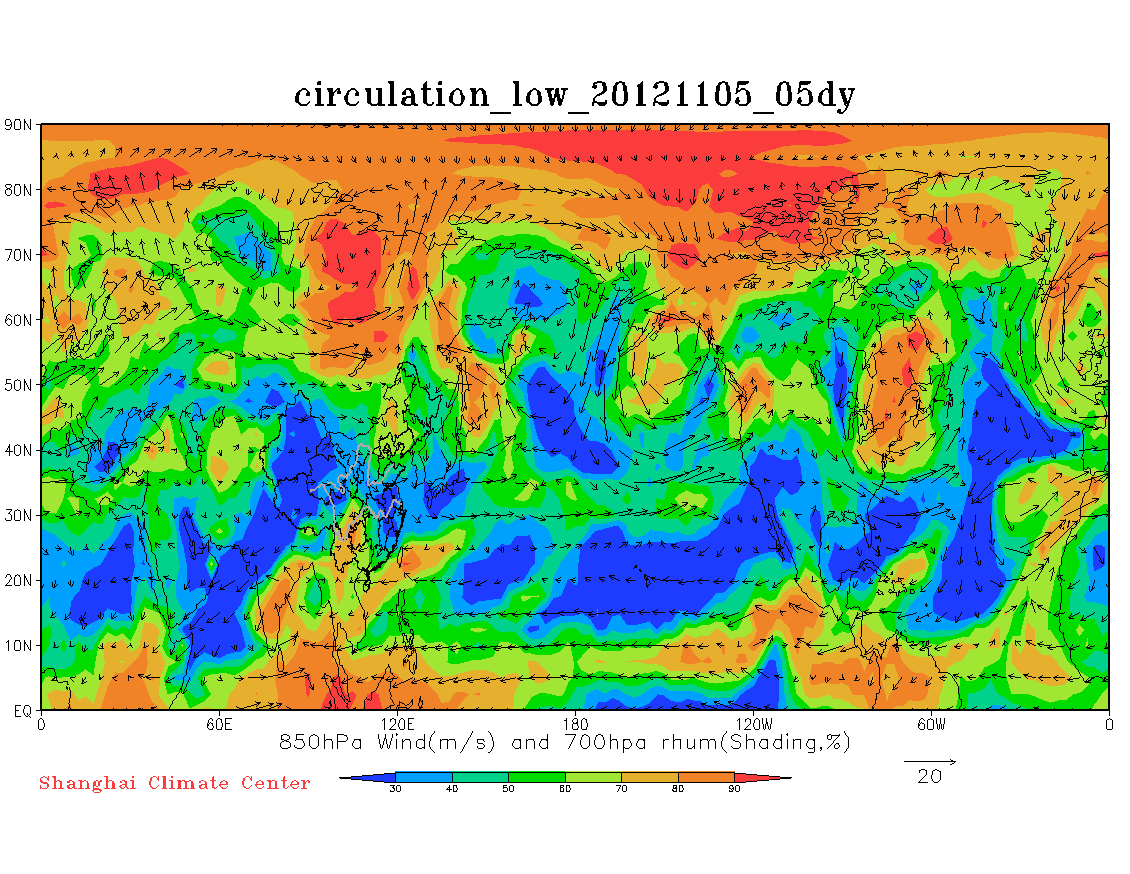 circulation_low_20121105_05dy
90N
80N
70N
60N
50N
40N
30N
20N
10N
EQ
0 60E 120E 180 120W 60W 0
850hPa Wind(m/s) and 700hpa rhum(Shading,%)
20
Shanghai Climate Center
30 40 50 60 70 80 90